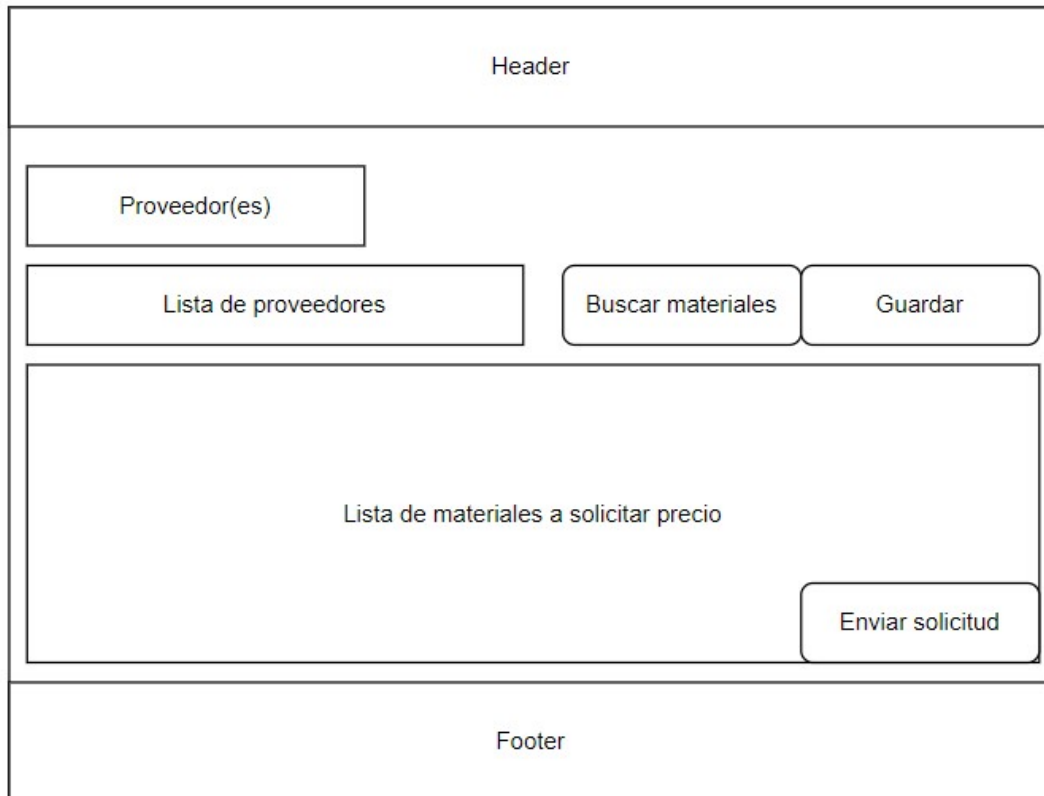 Header
Proveedor(es)
Lista de proveedores
Buscar materiales
Guardar
Lista de materiales a solicitar precio
Enviar solicitud
Footer